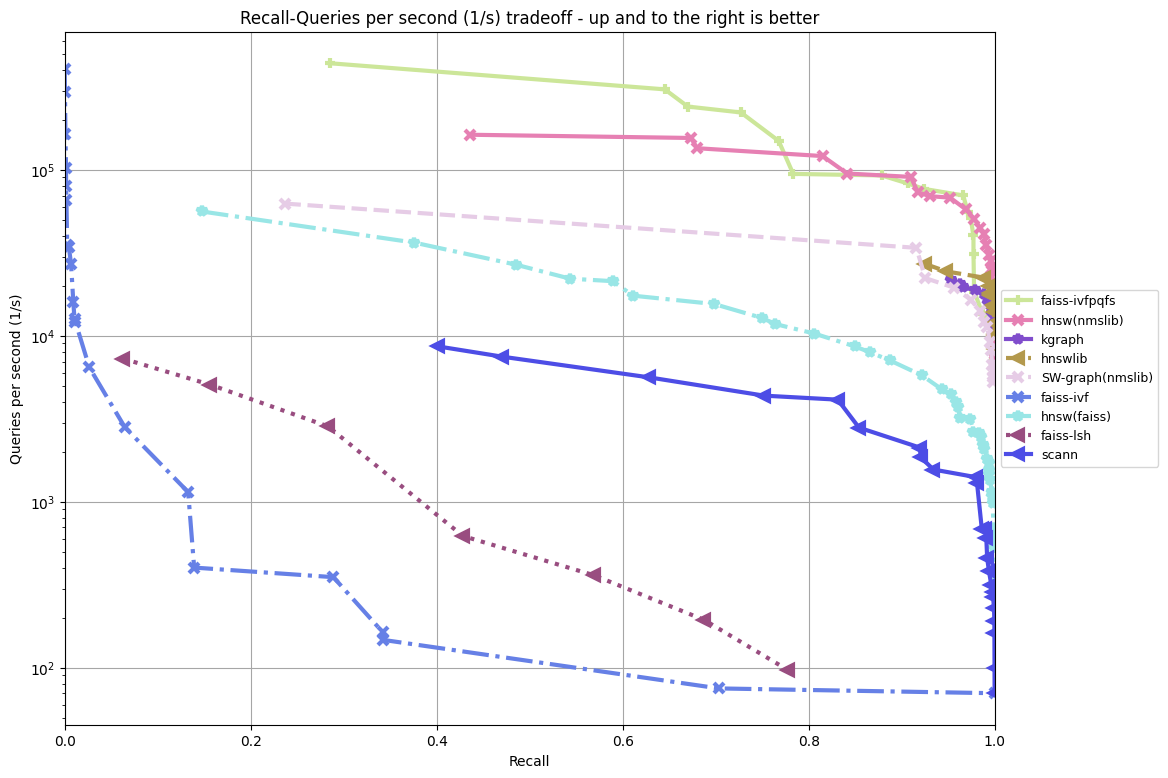 Recall-Queries per second (1/s) tradeoff - up and to the right is better
Queries per second (1/s)
10^5
10^4
10^3
10^2
0.0 0.2 0.4 0.6 0.8 1.0
Recall
faiss-ivfpqfs
hnsw(nmslib)
kgraph
hnswlib
SW-graph(nmslib)
faiss-ivf
hnsw(faiss)
faiss-lsh
scann